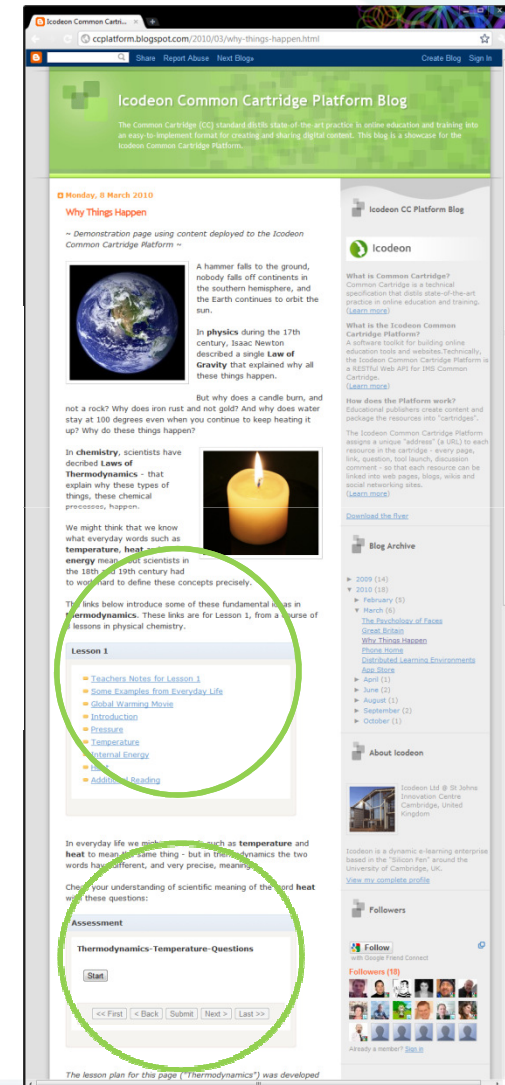 Icodeon Common Cartri...
ccplatform.blogspot.com/2010/03/why-things-happen.html
Share Report Abuse Next Blog»
Create Blog Sign In
Icodeon Common Cartridge Platform Blog
The Common Cartridge (CC) standard distils state-of-the-art practice in online education and training into
an easy-to-implement format for creating and sharing digital content. This blog is a showcase for the
Icodeon Common Cartridge Platform.
Monday, 8 March 2010
Why Things Happen
~ Demonstration page using content deployed to the Icodeon
Common Cartridge Platform ~
A hammer falls to the ground,
nobody falls off continents in
the southern hemisphere, and
the Earth continues to orbit the
sun.
In physics during the 17th
century, Isaac Newton
described a single Law of
Gravity that explained why all
these things happen.
But why does a candle burn, and
not a rock? Why does iron rust and not gold? And why does water
stay at 100 degrees even when you continue to keep heating it
up? Why do these things happen?
In chemistry, scientists have
decribed Laws of
Thermodynamics - that
explain why these types of
things, these chemical
processes, happen.
We might think that we know
what everyday words such as
temperature, heat
energy mean but scientists in
the 18th and 19th century had
to work hard to define these concepts precisely.
The links below introduce some of these fundamental ideas in
thermodynamics. These links are for Lesson 1, from a course of
lessons in physical chemistry.
Lesson 1
Teachers Notes for Lesson 1
Some Examples from Everyday Life
Global Warming Movie
Introduction
Pressure
Temperature
Internal Energy
Heat
Additional Reading
In everyday life we might such as temperature and
heat to mean the same thing - but in thermodynamics the two
words have different, and very precise, meanings.
Check your understanding of scientific meaning of the word heat
with these questions:
Assessment
Thermodynamics-Temperature-Questions
Start
<< First < Back Submit Next > Last >>
The lesson plan for this page ("Thermodynamics") was developed
Icodeon CC Platform Blog
icodeon
What is Common Cartridge?
Common Cartridge is a technical
specification that distils state-of-the-art
practice in online education and training.
(Learn more)
What is the Icodeon Common
Cartridge Platform?
A software toolkit for building online
education tools and websites.Technically,
the Icodeon Common Cartridge Platform is
a RESTful Web API for IMS Common
Cartridge.
(Learn more)
How does the Platform work?
Educational publishers create content and
package the resources into "cartridges".
The Icodeon Common Cartridge Platform
assigns a unique "address" (a URL) to each
resource in the cartridge - every page,
link, question, tool launch, discussion
comment - so that each resource can be
linked into web pages, blogs, wikis and
social networking sites.
(Learn more)
Download the flyer
Blog Archive
► 2009 (14)
▼ 2010 (18)
► February (5)
▼ March (6)
The Psychology of Faces
Great Britain
Why Things Happen
Phone Home
Distributed Learning Environments
App Store
► April (1)
► June (2)
► August (1)
► September (2)
► October (1)
About Icodeon
Icodeon Ltd @ St Johns
Innovation Centre
Cambridge, United
Kingdom
Icodeon is a dynamic e-learning enterprise
based in the "Silicon Fen" around the
University of Cambridge, UK.
View my complete profile
Followers
Follow
with Google Friend Connect
Followers (18)
Already a member? Sign in